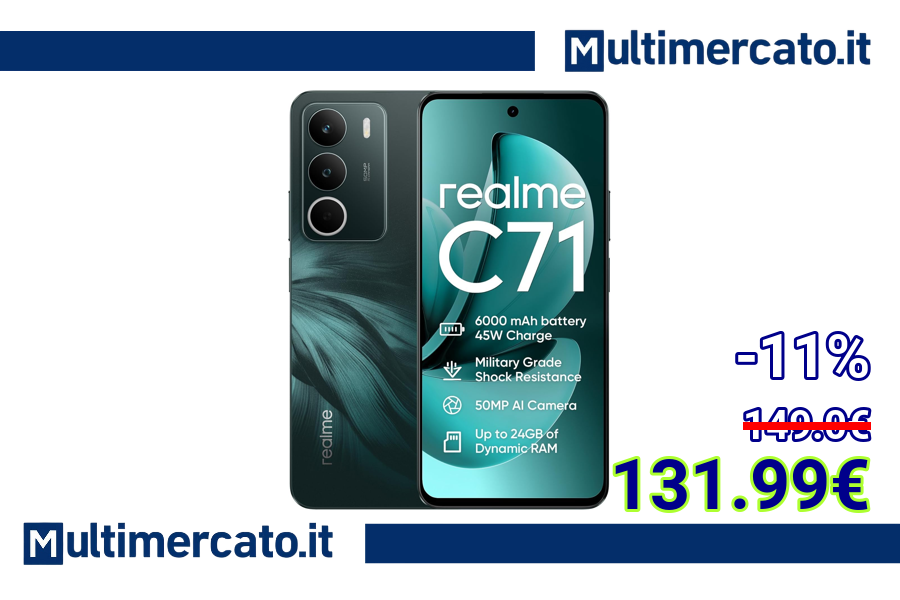 Multimercato.it
50MP
realme
realme
C71
6000 mAh battery
45W Charge
Military Grade
Shock Resistance
50MP AI Camera
Up to 24GB of
Dynamic RAM
-11%
149.0€
131.99€
Multimercato.it